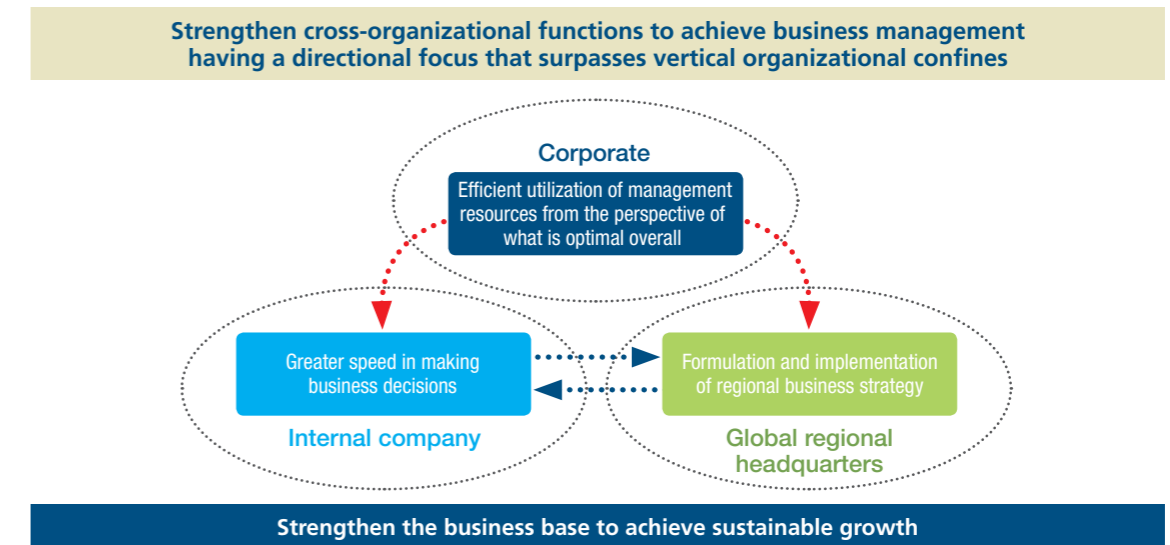 Strengthen cross-organizational functions to achieve business management
having a directional focus that surpasses vertical organizational confines
Corporate
Efficient utilization of management
resources from the perspective of
what is optimal overall
Greater speed in making
business decisions
Internal company
Formulation and implementation
of regional business strategy
Global regional
headquarters
Strengthen the business base to achieve sustainable growth